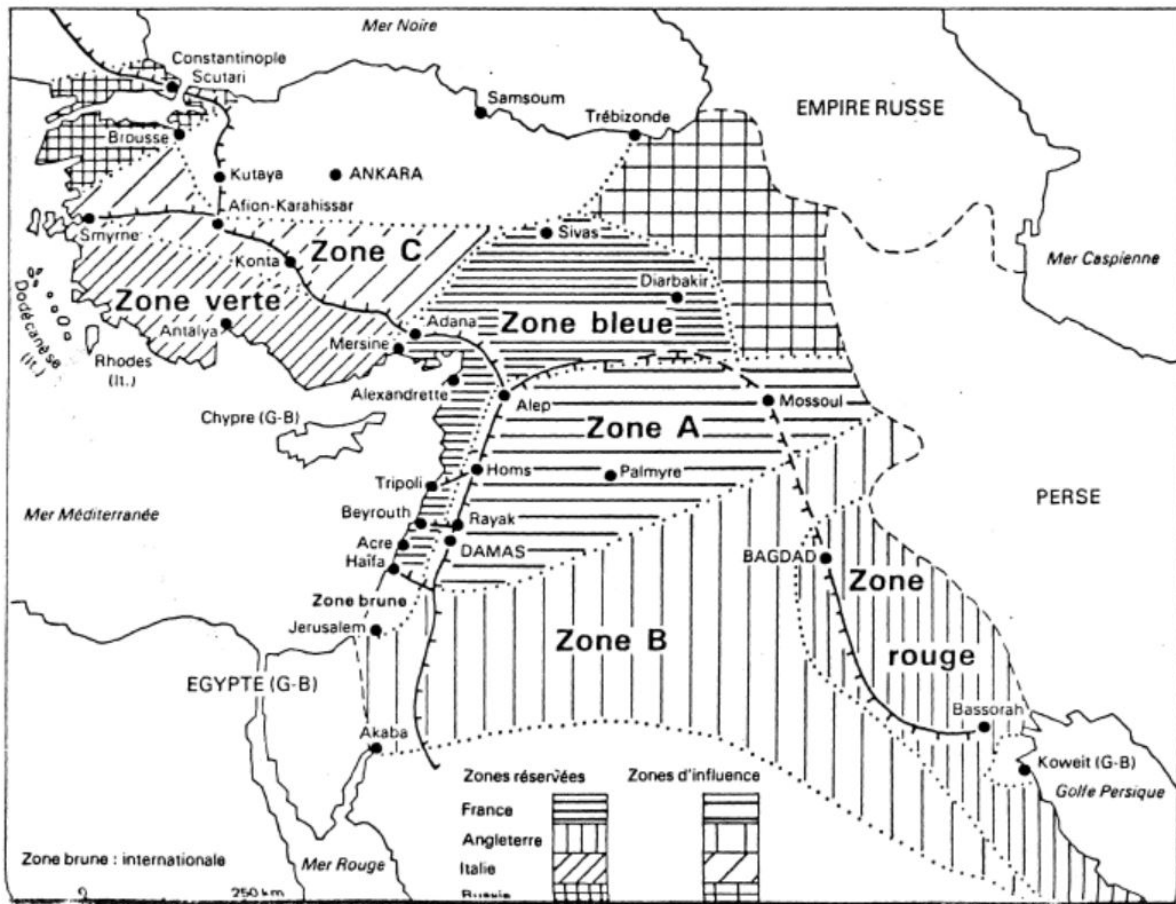 Mer Noire
Constantinople
Scutari
Samsoum
Trébizonde
EMPIRE RUSSE
Brousse
Kutaya
ANKARA
Afion-Karahissar
Smyrne
Zone C
Sivas
Mer Caspienne
Konta
Diarbakir
Zone verte
Dodécanèse
(It.)
Antalya
Adana
Zone bleue
Mersine
Rhodes
(It.)
Alexandrette
Alep
Mossoul
Chypre (G-B)
Zone A
Homs
Palmyre
Tripoli
PERSE
Mer Méditerranée
Beyrouth
Rayak
Acre
DAMAS
BAGDAD
Haïfa
Zone
Zone brune
Jerusalem
Zone B
rouge
EGYPTE (G-B)
Bassorah
Akaba
Koweit (G-B)
Zones réservées
Zones d'influence
Golfe Persique
France
Angleterre
Zone brune : internationale
Mer Rouge
Italie
250 km
Russie